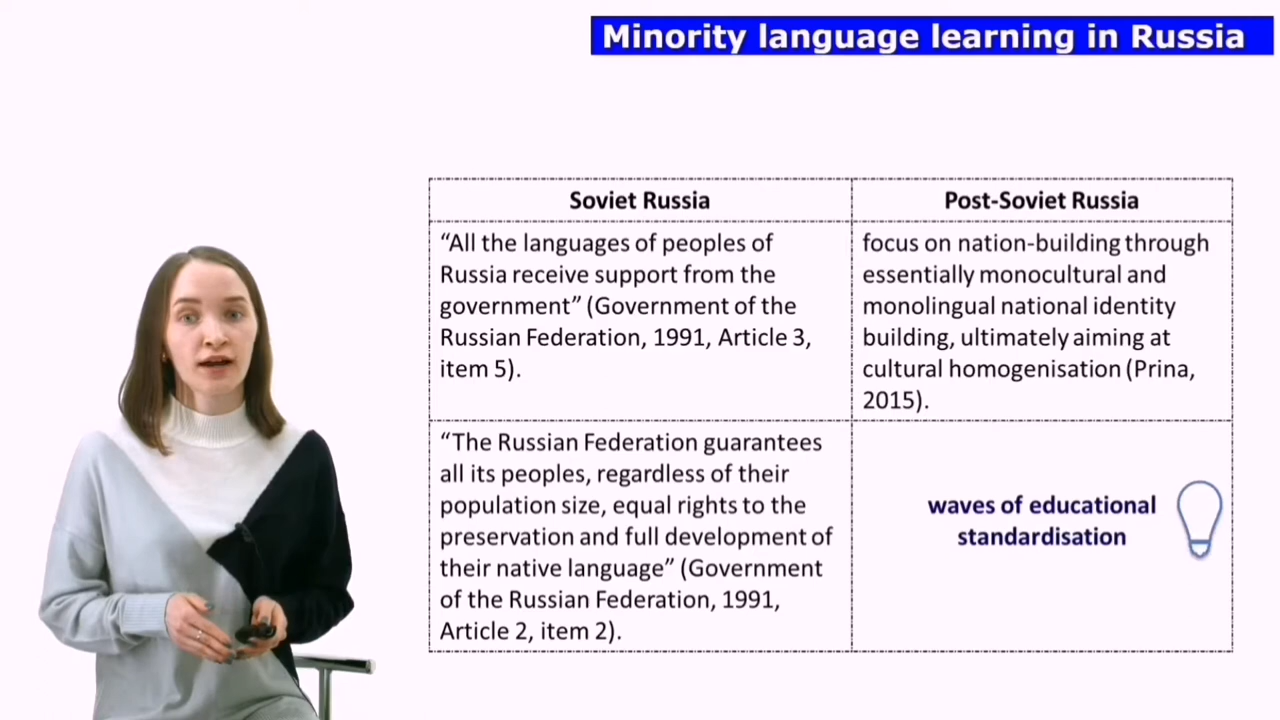 Minority language learning in Russia
Soviet Russia
Post-Soviet Russia
“All the languages of peoples of
Russia receive support from the
government” (Government of the
Russian Federation, 1991, Article 3,
item 5).
focus on nation-building through
essentially monocultural and
monolingual national identity
building, ultimately aiming at
cultural homogenisation (Prina,
2015).
“The Russian Federation guarantees
all its peoples, regardless of their
population size, equal rights to the
preservation and full development of
their native language” (Government
of the Russian Federation, 1991,
Article 2, item 2).
waves of educational
standardisation